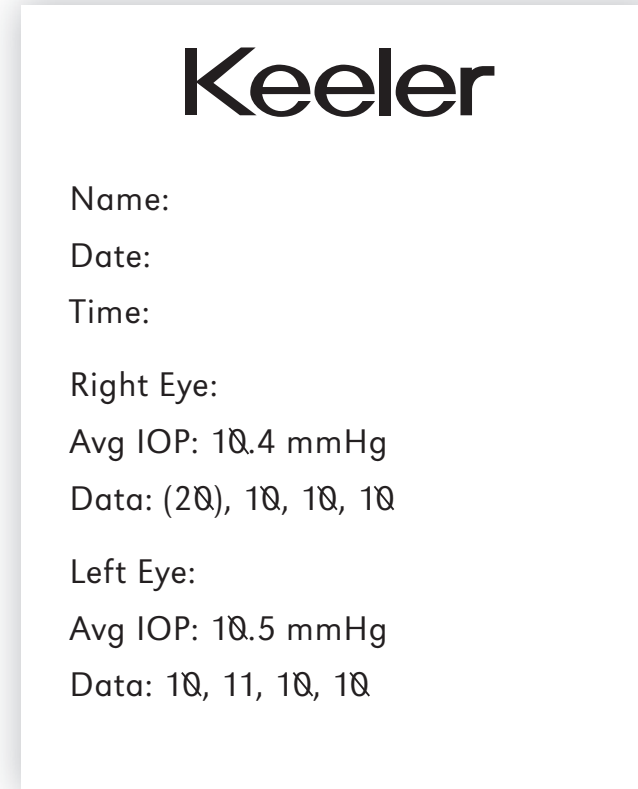 Keeler
Name:
Date:
Time:
Right Eye:
Avg IOP: 10.4 mmHg
Data: (20), 10, 10, 10
Left Eye:
Avg IOP: 10.5 mmHg
Data: 10, 11, 10, 10